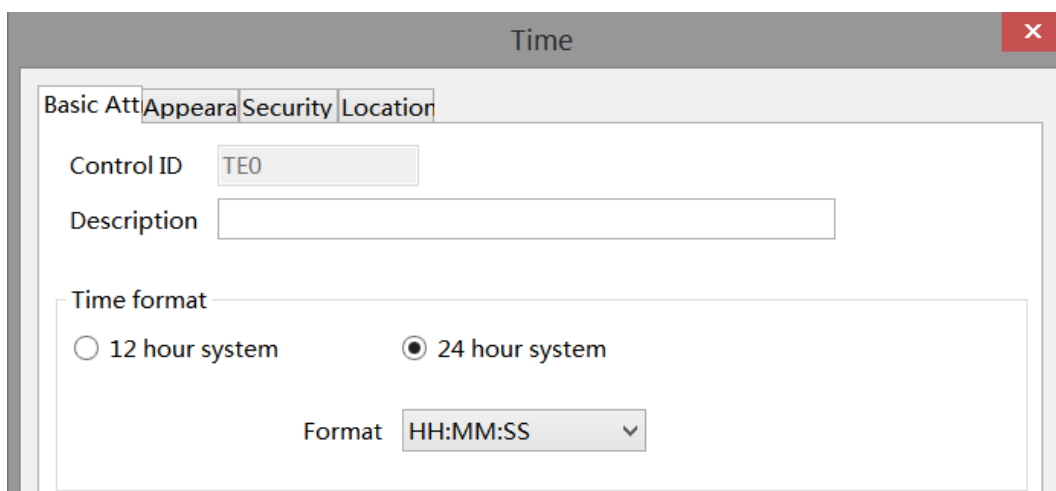 Time
Basic Att Appeara Security Location
Control ID TE0
Description
Time format
12 hour system 24 hour system
Format HH:MM:SS